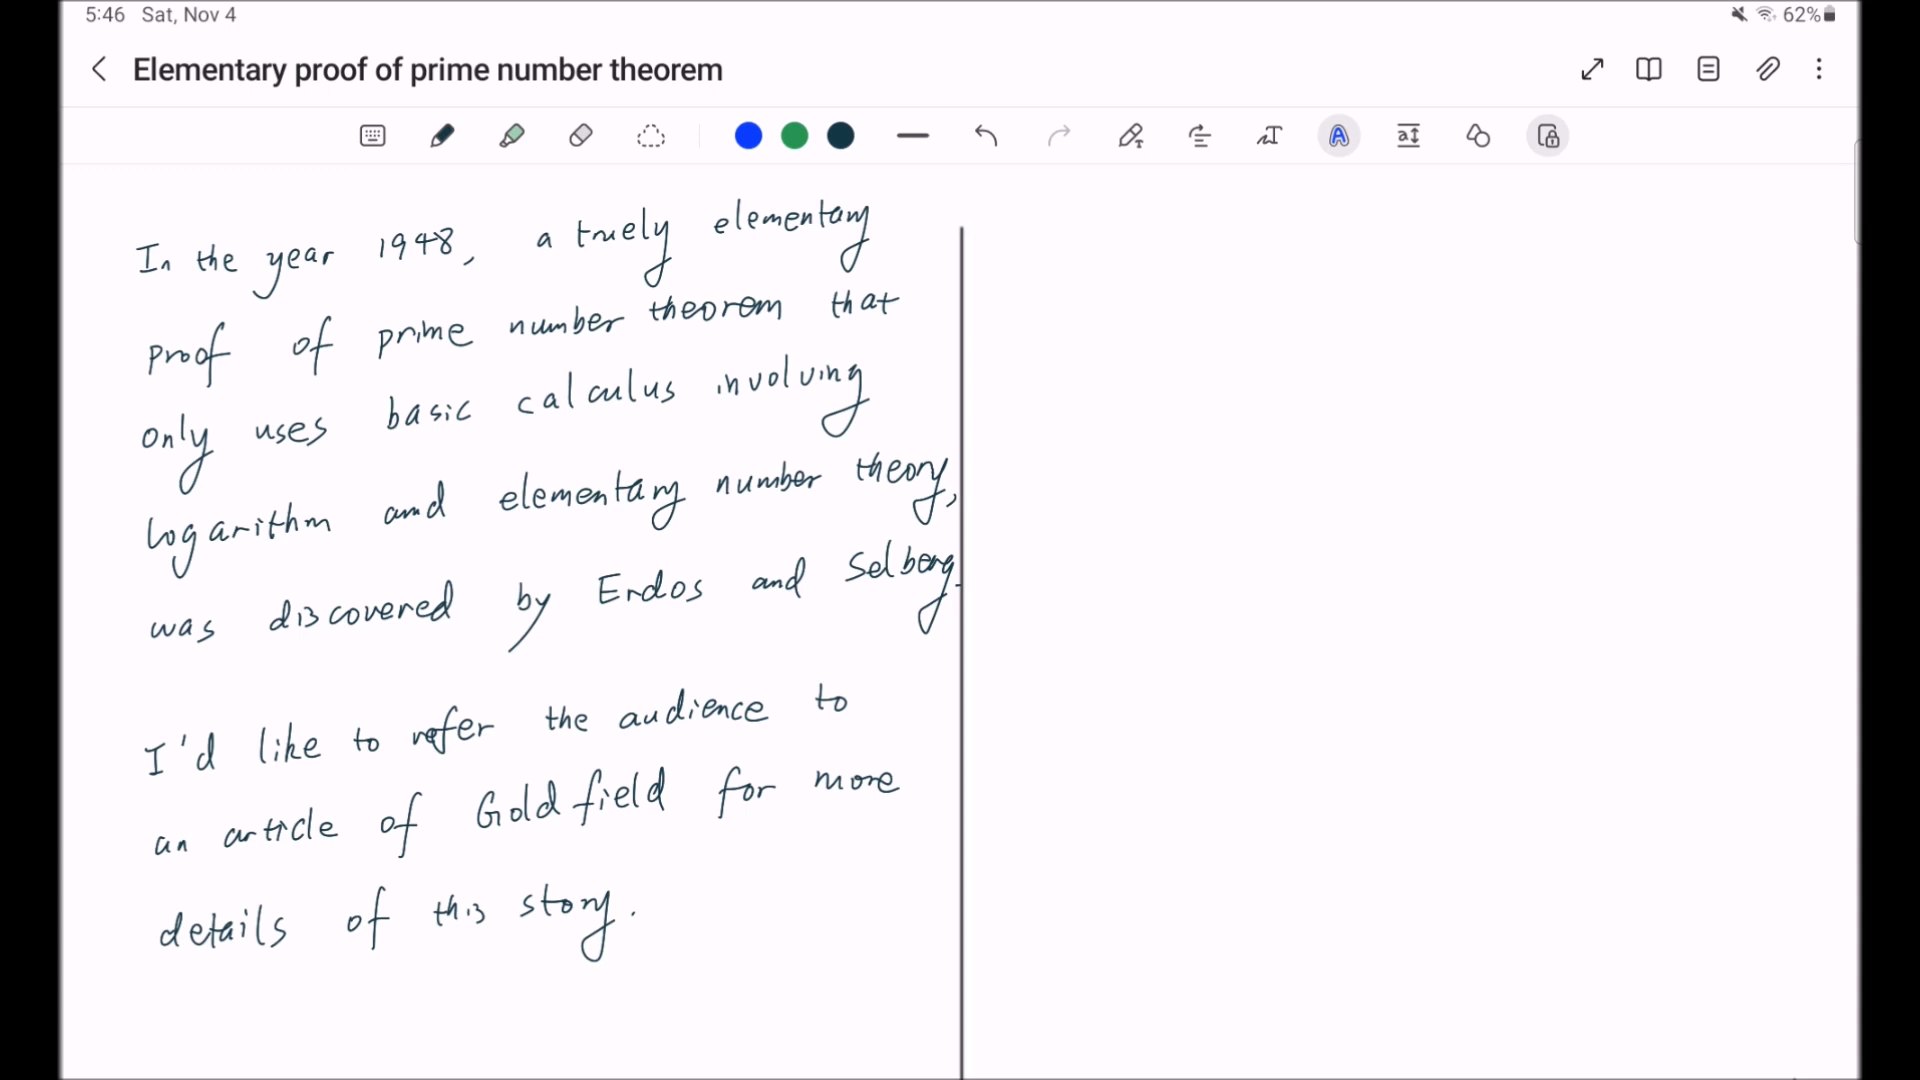 5:46 Sat, Nov 4
62%
Elementary proof of prime number theorem
In the year 1948, a truely elementary
proof of prime number theorem that
only uses basic calculus involving
logarithm and elementary number theory,
was discovered by Erdos and Selberg.
I'd like to refer the audience to
an article of Goldfield for more
details of this story.